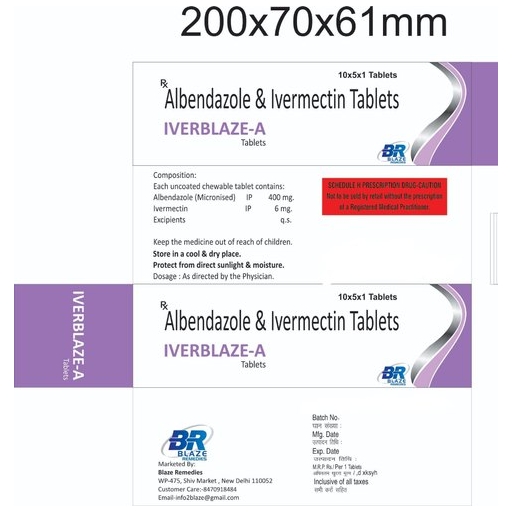 200x70x61mm
10x5x1 Tablets
Rx
Albendazole & Ivermectin Tablets
IVERBLAZE-A
Tablets
BR
BLAZE
Composition:
Each uncoated chewable tablet contains:
Albendazole (Micronised) IP 400 mg.
Ivermectin IP 6 mg.
Excipients q.s.
SCHEDULE H PRESCRIPTION DRUG-CAUTION
Not to be sold by retail without the prescription
of a Registered Medical Practitioner.
Keep the medicine out of reach of children.
Store in a cool & dry place.
Protect from direct sunlight & moisture.
Dosage : As directed by the Physician.
IVERBLAZE-A
Tablets
10x5x1 Tablets
Rx
Albendazole & Ivermectin Tablets
IVERBLAZE-A
Tablets
BR
BLAZE
BR
BLAZE
REMEDIES
Marketed By:
Blaze Remedies
WP-475, Shiv Market , New Delhi 110052
Customer Care:-8470918484
Email-info2blaze@gmail.com
Batch No.
Mfg. Date
उत्पादन तिथि :
Exp. Date
M.R.P. Rs./ Per 1 Tablets
Inclusive of all taxes
सभी करों सहित